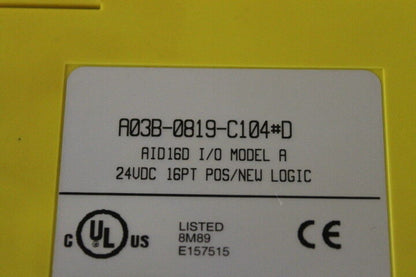 A03B-0819-C104#D
AID16D I/O MODEL A
24VDC 16PT POS/NEW LOGIC
C UL US
LISTED
8M89
E157515
CE